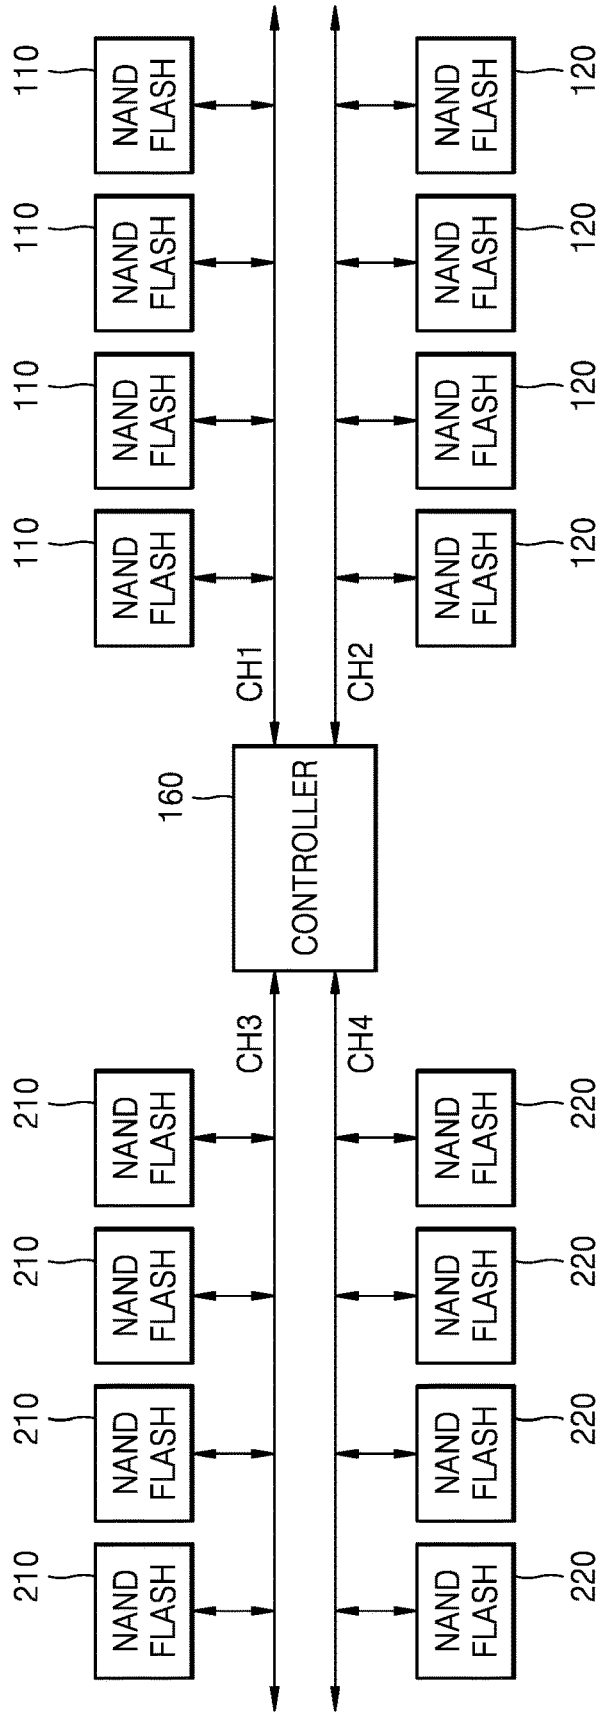 210
210
210
210
110
110
110
110
NAND
FLASH
NAND
FLASH
NAND
FLASH
NAND
FLASH
NAND
FLASH
NAND
FLASH
NAND
FLASH
NAND
FLASH
160
CH3
CH1
CONTROLLER
CH4
CH2
NAND
FLASH
NAND
FLASH
NAND
FLASH
NAND
FLASH
NAND
FLASH
NAND
FLASH
NAND
FLASH
NAND
FLASH
220
220
220
220
120
120
120
120